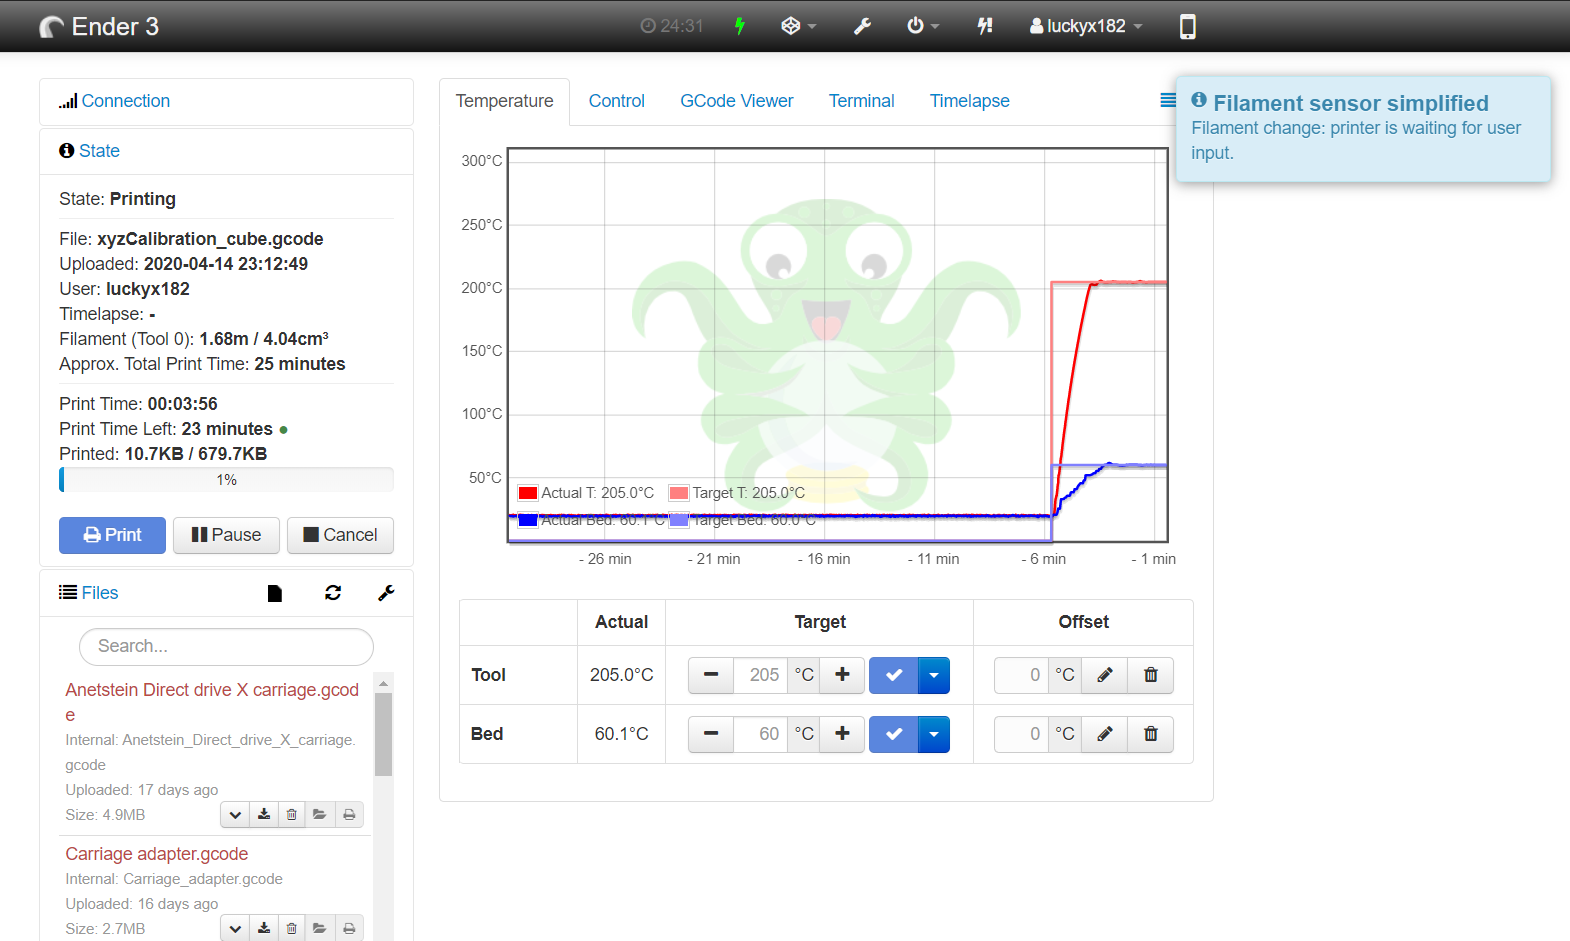 Ender 3
24:31
luckyx182
Connection
State
State: Printing
File: xyzCalibration_cube.gcode
Uploaded: 2020-04-14 23:12:49
User: luckyx182
Timelapse: -
Filament (Tool 0): 1.68m / 4.04cm³
Approx. Total Print Time: 25 minutes
Print Time: 00:03:56
Print Time Left: 23 minutes
Printed: 10.7KB / 679.7KB
1%
Print
Pause
Cancel
Files
Search...
Anetstein Direct drive X carriage.gcod
e
Internal: Anetstein_Direct_drive_X_carriage.
gcode
Uploaded: 17 days ago
Size: 4.9MB
Carriage adapter.gcode
Internal: Carriage_adapter.gcode
Uploaded: 16 days ago
Size: 2.7MB
Temperature
Control
GCode Viewer
Terminal
Timelapse
Filament sensor simplified
Filament change: printer is waiting for user
input.
300°C
250°C
200°C
150°C
100°C
50°C
Actual T: 205.0°C
Target T: 205.0°C
Actual Bed: 60.1°C
Target Bed: 60.0°C
- 26 min
- 21 min
- 16 min
- 11 min
- 6 min
- 1 min
Actual
Target
Offset
Tool
205.0°C
205 °C
0 °C
Bed
60.1°C
60 °C
0 °C